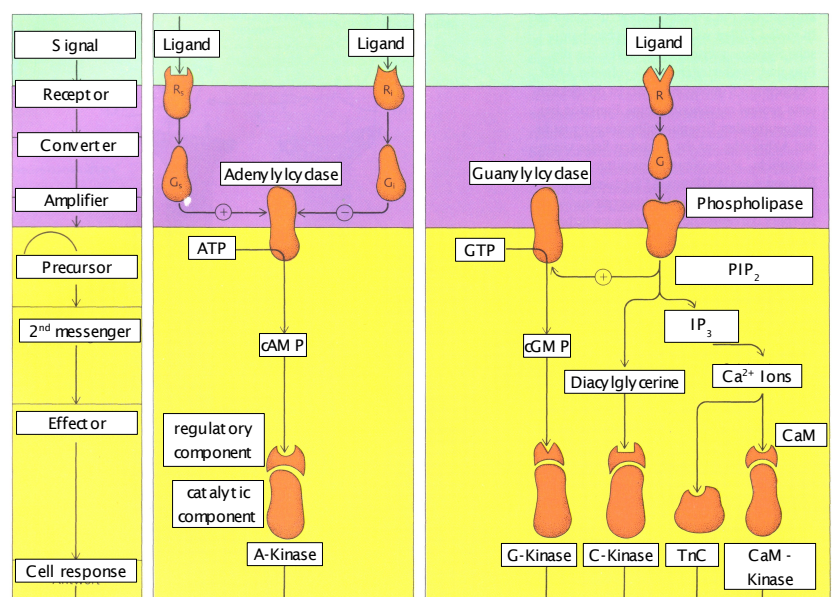 Signal
Receptor
Converter
Amplifier
Precursor
2nd messenger
Effector
Cell response
Ligand
Ligand
Rs
Ri
Gs
Gi
Adenylylcyclase
+
−
ATP
cAMP
regulatory
component
catalytic
component
A-Kinase
Ligand
R
G
Guanylylcyclase
Phospholipase
GTP
+
PIP2
IP3
cGMP
Diacylglycerine
Ca2+ Ions
CaM
G-Kinase
C-Kinase
TnC
CaM -
Kinase